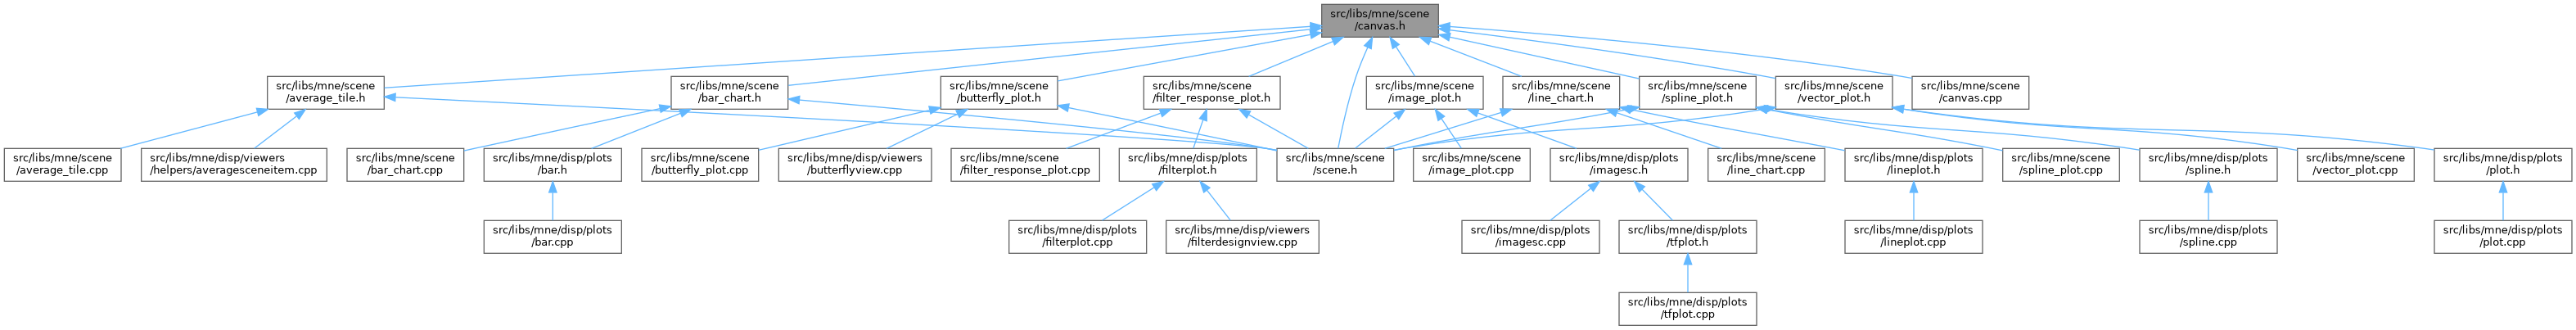 src/libs/mne/scene
/canvas.h
src/libs/mne/scene
/average_tile.h
src/libs/mne/scene
/bar_chart.h
src/libs/mne/scene
/butterfly_plot.h
src/libs/mne/scene
/filter_response_plot.h
src/libs/mne/scene
/image_plot.h
src/libs/mne/scene
/line_chart.h
src/libs/mne/scene
/spline_plot.h
src/libs/mne/scene
/vector_plot.h
src/libs/mne/scene
/canvas.cpp
src/libs/mne/scene
/average_tile.cpp
src/libs/mne/disp/viewers
/helpers/averagesceneitem.cpp
src/libs/mne/scene
/bar_chart.cpp
src/libs/mne/disp/plots
/bar.h
src/libs/mne/scene
/butterfly_plot.cpp
src/libs/mne/disp/viewers
/butterflyview.cpp
src/libs/mne/scene
/filter_response_plot.cpp
src/libs/mne/disp/plots
/filterplot.h
src/libs/mne/scene
/scene.h
src/libs/mne/scene
/image_plot.cpp
src/libs/mne/disp/plots
/imagesc.h
src/libs/mne/scene
/line_chart.cpp
src/libs/mne/disp/plots
/lineplot.h
src/libs/mne/scene
/spline_plot.cpp
src/libs/mne/disp/plots
/spline.h
src/libs/mne/scene
/vector_plot.cpp
src/libs/mne/disp/plots
/plot.h
src/libs/mne/disp/plots
/bar.cpp
src/libs/mne/disp/plots
/filterplot.cpp
src/libs/mne/disp/viewers
/filterdesignview.cpp
src/libs/mne/disp/plots
/imagesc.cpp
src/libs/mne/disp/plots
/tfplot.h
src/libs/mne/disp/plots
/lineplot.cpp
src/libs/mne/disp/plots
/spline.cpp
src/libs/mne/disp/plots
/plot.cpp
src/libs/mne/disp/plots
/tfplot.cpp